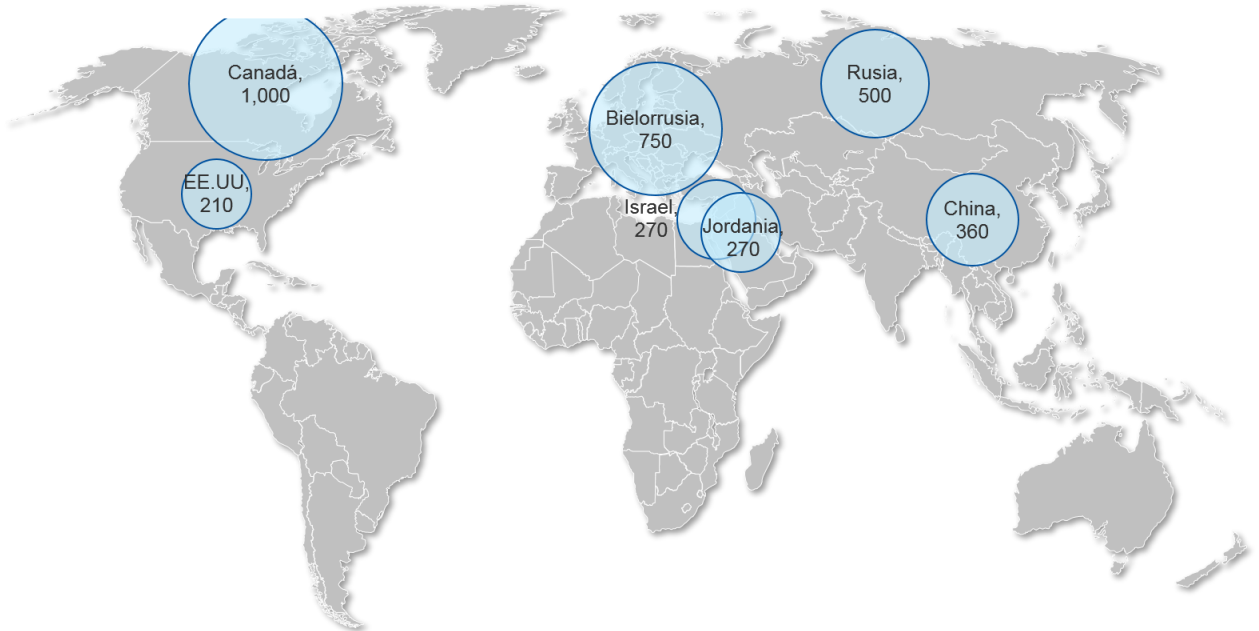 Canadá,
1,000
Rusia,
500
Bielorrusia,
750
EE.UU,
210
Israel,
270
Jordania,
270
China,
360